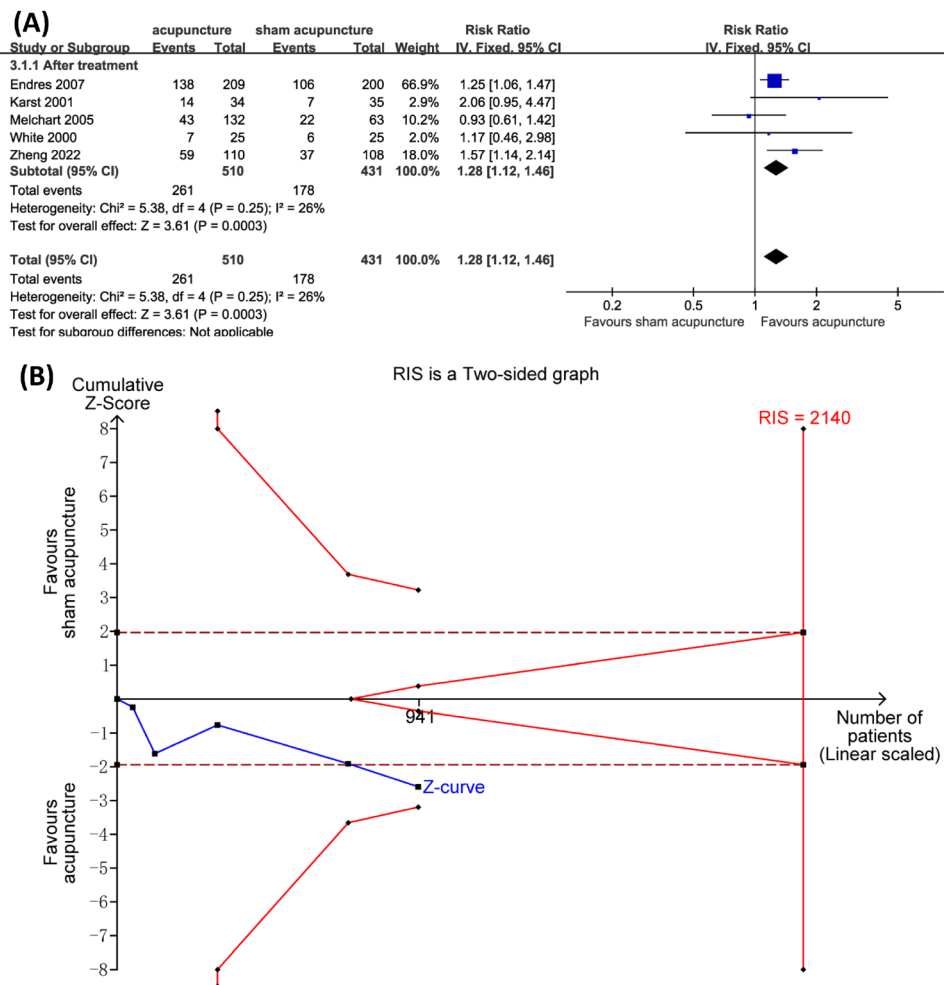 (A)
acupuncture sham acupuncture Risk Ratio Risk Ratio
Study or Subgroup Events Total Events Total Weight IV. Fixed. 95% CI IV. Fixed. 95% CI
3.1.1 After treatment
Endres 2007 138 209 106 200 66.9% 1.25 [1.06, 1.47]
Karst 2001 14 34 7 35 2.9% 2.06 [0.95, 4.47]
Melchart 2005 43 132 22 63 10.2% 0.93 [0.61, 1.42]
White 2000 7 25 6 25 2.0% 1.17 [0.46, 2.98]
Zheng 2022 59 110 37 108 18.0% 1.57 [1.14, 2.14]
Subtotal (95% CI) 510 431 100.0% 1.28 [1.12, 1.46]
Total events 261 178
Heterogeneity: Chi² = 5.38, df = 4 (P = 0.25); I² = 26%
Test for overall effect: Z = 3.61 (P = 0.0003)
Total (95% CI) 510 431 100.0% 1.28 [1.12, 1.46]
Total events 261 178
Heterogeneity: Chi² = 5.38, df = 4 (P = 0.25); I² = 26%
Test for overall effect: Z = 3.61 (P = 0.0003)
Test for subgroup differences: Not applicable
0.2 0.5 1 2 5
Favours sham acupuncture Favours acupuncture
(B)
RIS is a Two-sided graph
Cumulative
Z-Score
RIS = 2140
8
7
6
5
4
3
2
1
-1
-2
-3
-4
-5
-6
-7
-8
Favours
sham acupuncture
Favours
acupuncture
941
Number of
patients
(Linear scaled)
Z-curve